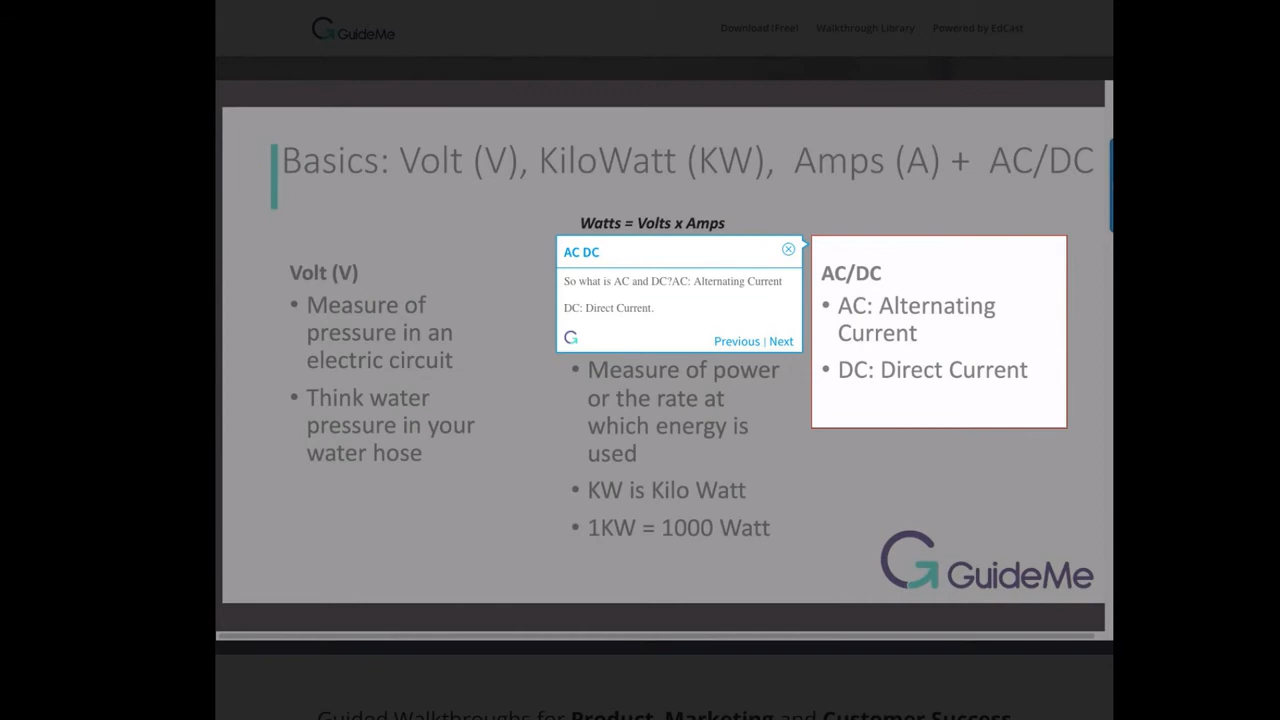 GuideMe
Download iFree!
Walkthrough Library
Powered by EdCast
Basics: Volt (V), KiloWatt (KW), Amps (A) + AC/DC
Watts = Volts x Amps
Volt (V)
• Measure of
pressure in an
electric circuit
• Think water
pressure in your
water hose
AC DC
So what is AC and DC?AC: Alternating Current
DC: Direct Current.
Previous | Next
• Measure of power
or the rate at
which energy is
used
• KW is Kilo Watt
• 1KW = 1000 Watt
AC/DC
• AC: Alternating
Current
• DC: Direct Current
GuideMe
Guided Walkthroughs for Product, Marketing and Customer Success